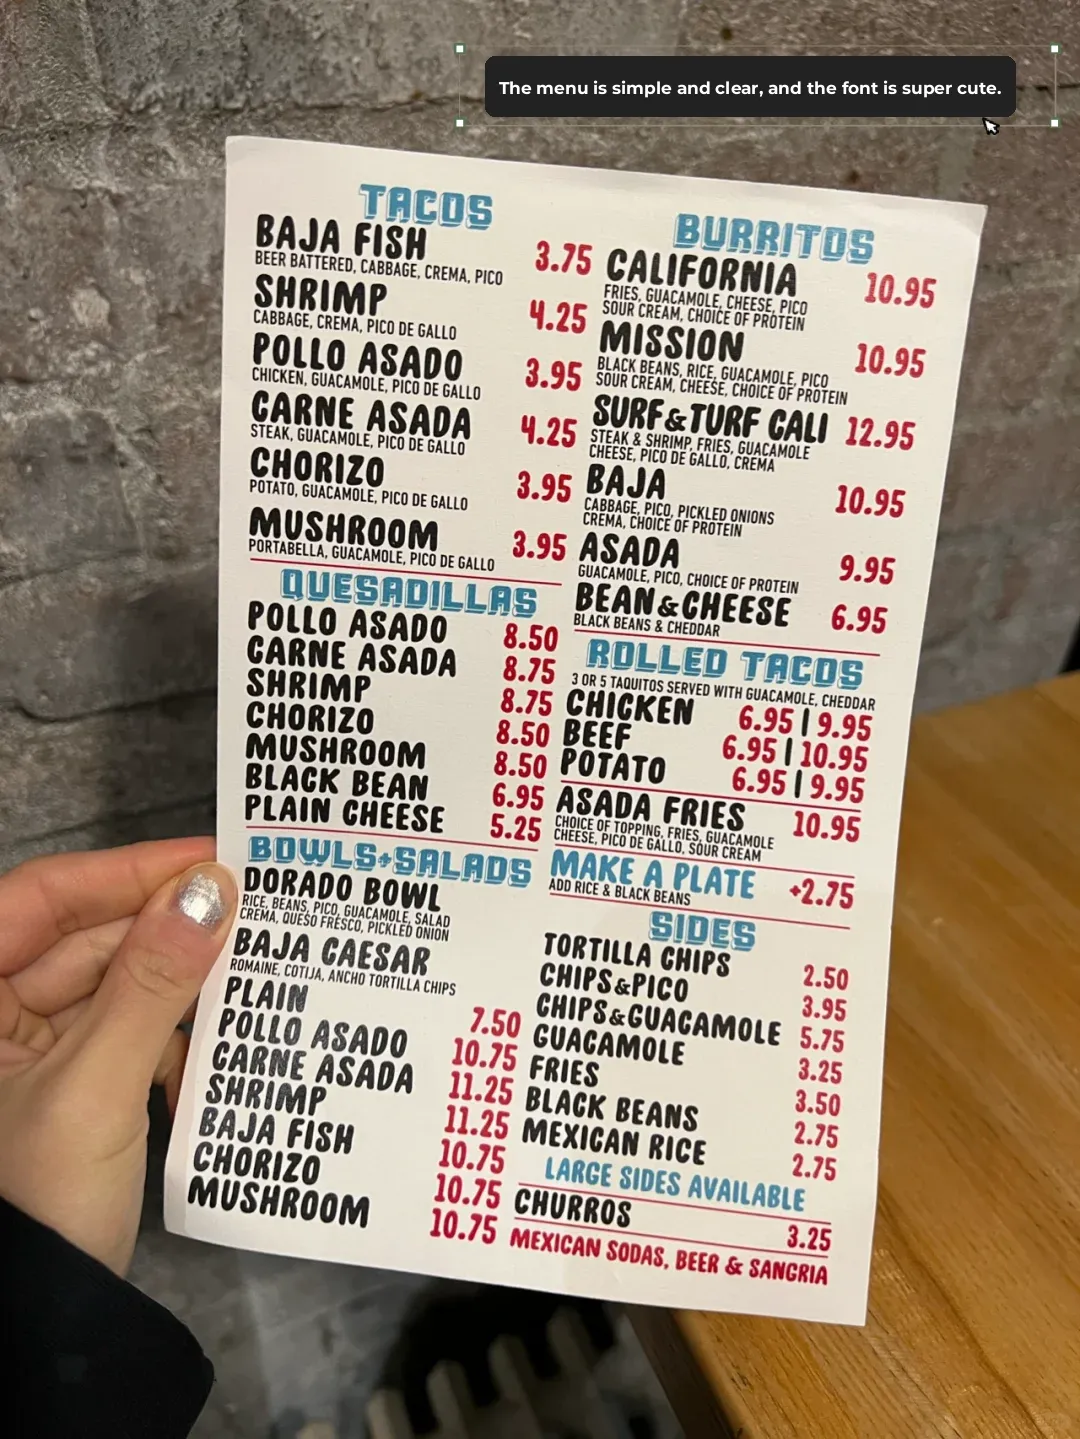 The menu is simple and clear, and the font is super cute.
TACOS
BAJA FISH 3.75
BEER BATTERED, CABBAGE, CREMA, PICO
SHRIMP 4.25
CABBAGE, CREMA, PICO DE GALLO
POLLO ASADO 3.95
CHICKEN, GUACAMOLE, PICO DE GALLO
CARNE ASADA 4.25
STEAK, GUACAMOLE, PICO DE GALLO
CHORIZO 3.95
POTATO, GUACAMOLE, PICO DE GALLO
MUSHROOM 3.95
PORTABELLA, GUACAMOLE, PICO DE GALLO
QUESADILLAS
POLLO ASADO 8.50
CARNE ASADA 8.75
SHRIMP 8.75
CHORIZO 8.50
MUSHROOM 8.50
BLACK BEAN 6.95
PLAIN CHEESE 5.25
BOWLS+SALADS
DORADO BOWL
RICE, BEANS, PICO, GUACAMOLE, SALAD
CREMA, QUESO FRESCO, PICKLED ONION
BAJA CAESAR
ROMAINE, COTIJA, ANCHO TORTILLA CHIPS
PLAIN 7.50
POLLO ASADO 10.75
CARNE ASADA 11.25
SHRIMP 11.25
BAJA FISH 10.75
CHORIZO 10.75
MUSHROOM 10.75
BURRITOS
CALIFORNIA 10.95
FRIES, GUACAMOLE, CHEESE, PICO
SOUR CREAM, CHOICE OF PROTEIN
MISSION 10.95
BLACK BEANS, RICE, GUACAMOLE, PICO
SOUR CREAM, CHEESE, CHOICE OF PROTEIN
SURF&TURF CALI 12.95
STEAK & SHRIMP, FRIES, GUACAMOLE
CHEESE, PICO DE GALLO, CREMA
BAJA 10.95
CABBAGE, PICO, PICKLED ONIONS
CREMA, CHOICE OF PROTEIN
ASADA 9.95
GUACAMOLE, PICO, CHOICE OF PROTEIN
BEAN&CHEESE 6.95
BLACK BEANS & CHEDDAR
ROLLED TACOS
3 OR 5 TAQUITOS SERVED WITH GUACAMOLE, CHEDDAR
CHICKEN 6.95 | 9.95
BEEF 6.95 | 10.95
POTATO 6.95 | 9.95
ASADA FRIES 10.95
CHOICE OF TOPPING, FRIES, GUACAMOLE
CHEESE, PICO DE GALLO, SOUR CREAM
MAKE A PLATE +2.75
ADD RICE & BLACK BEANS
SIDES
TORTILLA CHIPS 2.50
CHIPS&PICO 3.95
CHIPS&GUACAMOLE 5.75
GUACAMOLE 3.25
FRIES 3.50
BLACK BEANS 2.75
MEXICAN RICE 2.75
LARGE SIDES AVAILABLE
CHURROS 3.25
MEXICAN SODAS, BEER & SANGRIA